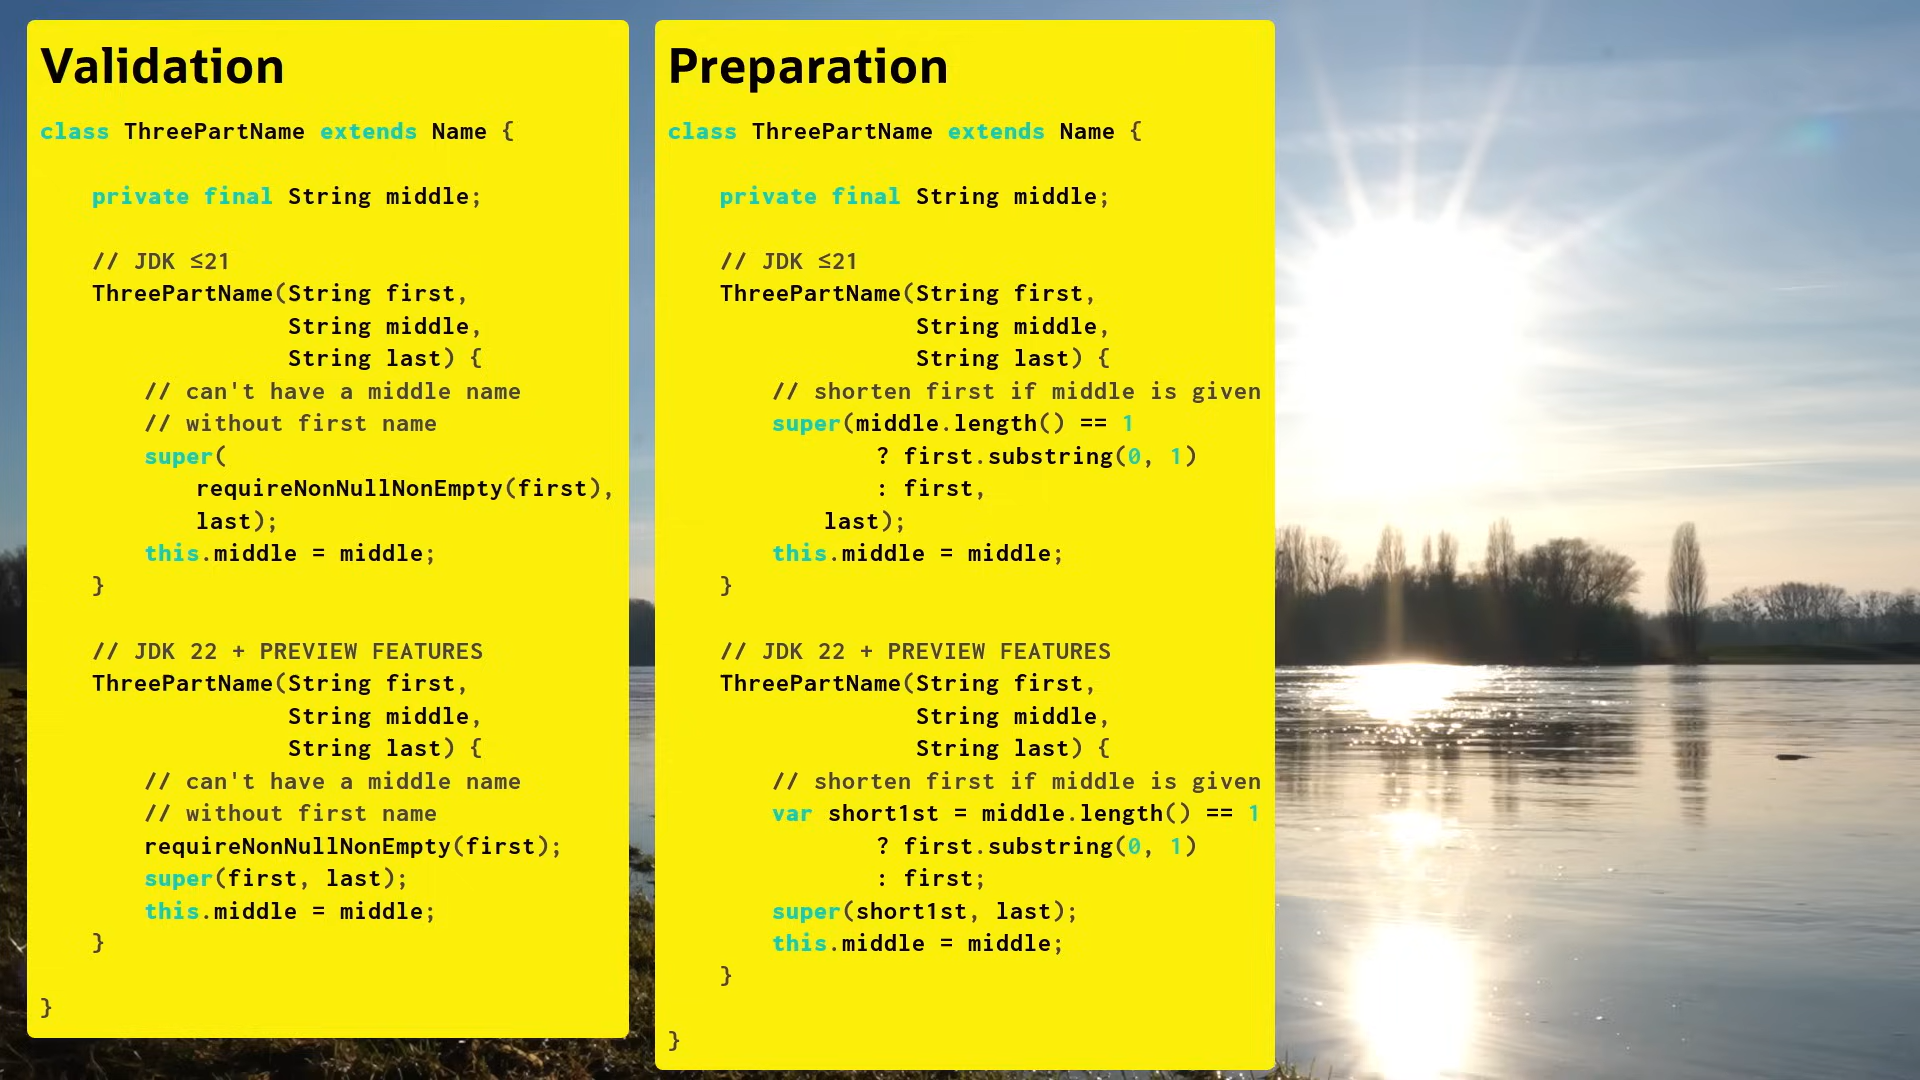 Validation
class ThreePartName extends Name {
private final String middle;
// JDK ≤21
ThreePartName(String first,
String middle,
String last) {
// can't have a middle name
// without first name
super(
requireNonNullNonEmpty(first),
last);
this.middle = middle;
}
// JDK 22 + PREVIEW FEATURES
ThreePartName(String first,
String middle,
String last) {
// can't have a middle name
// without first name
requireNonNullNonEmpty(first);
super(first, last);
this.middle = middle;
}
}
Preparation
class ThreePartName extends Name {
private final String middle;
// JDK ≤21
ThreePartName(String first,
String middle,
String last) {
// shorten first if middle is given
super(middle.length() == 1
? first.substring(0, 1)
: first,
last);
this.middle = middle;
}
// JDK 22 + PREVIEW FEATURES
ThreePartName(String first,
String middle,
String last) {
// shorten first if middle is given
var short1st = middle.length() == 1
? first.substring(0, 1)
: first;
super(short1st, last);
this.middle = middle;
}
}